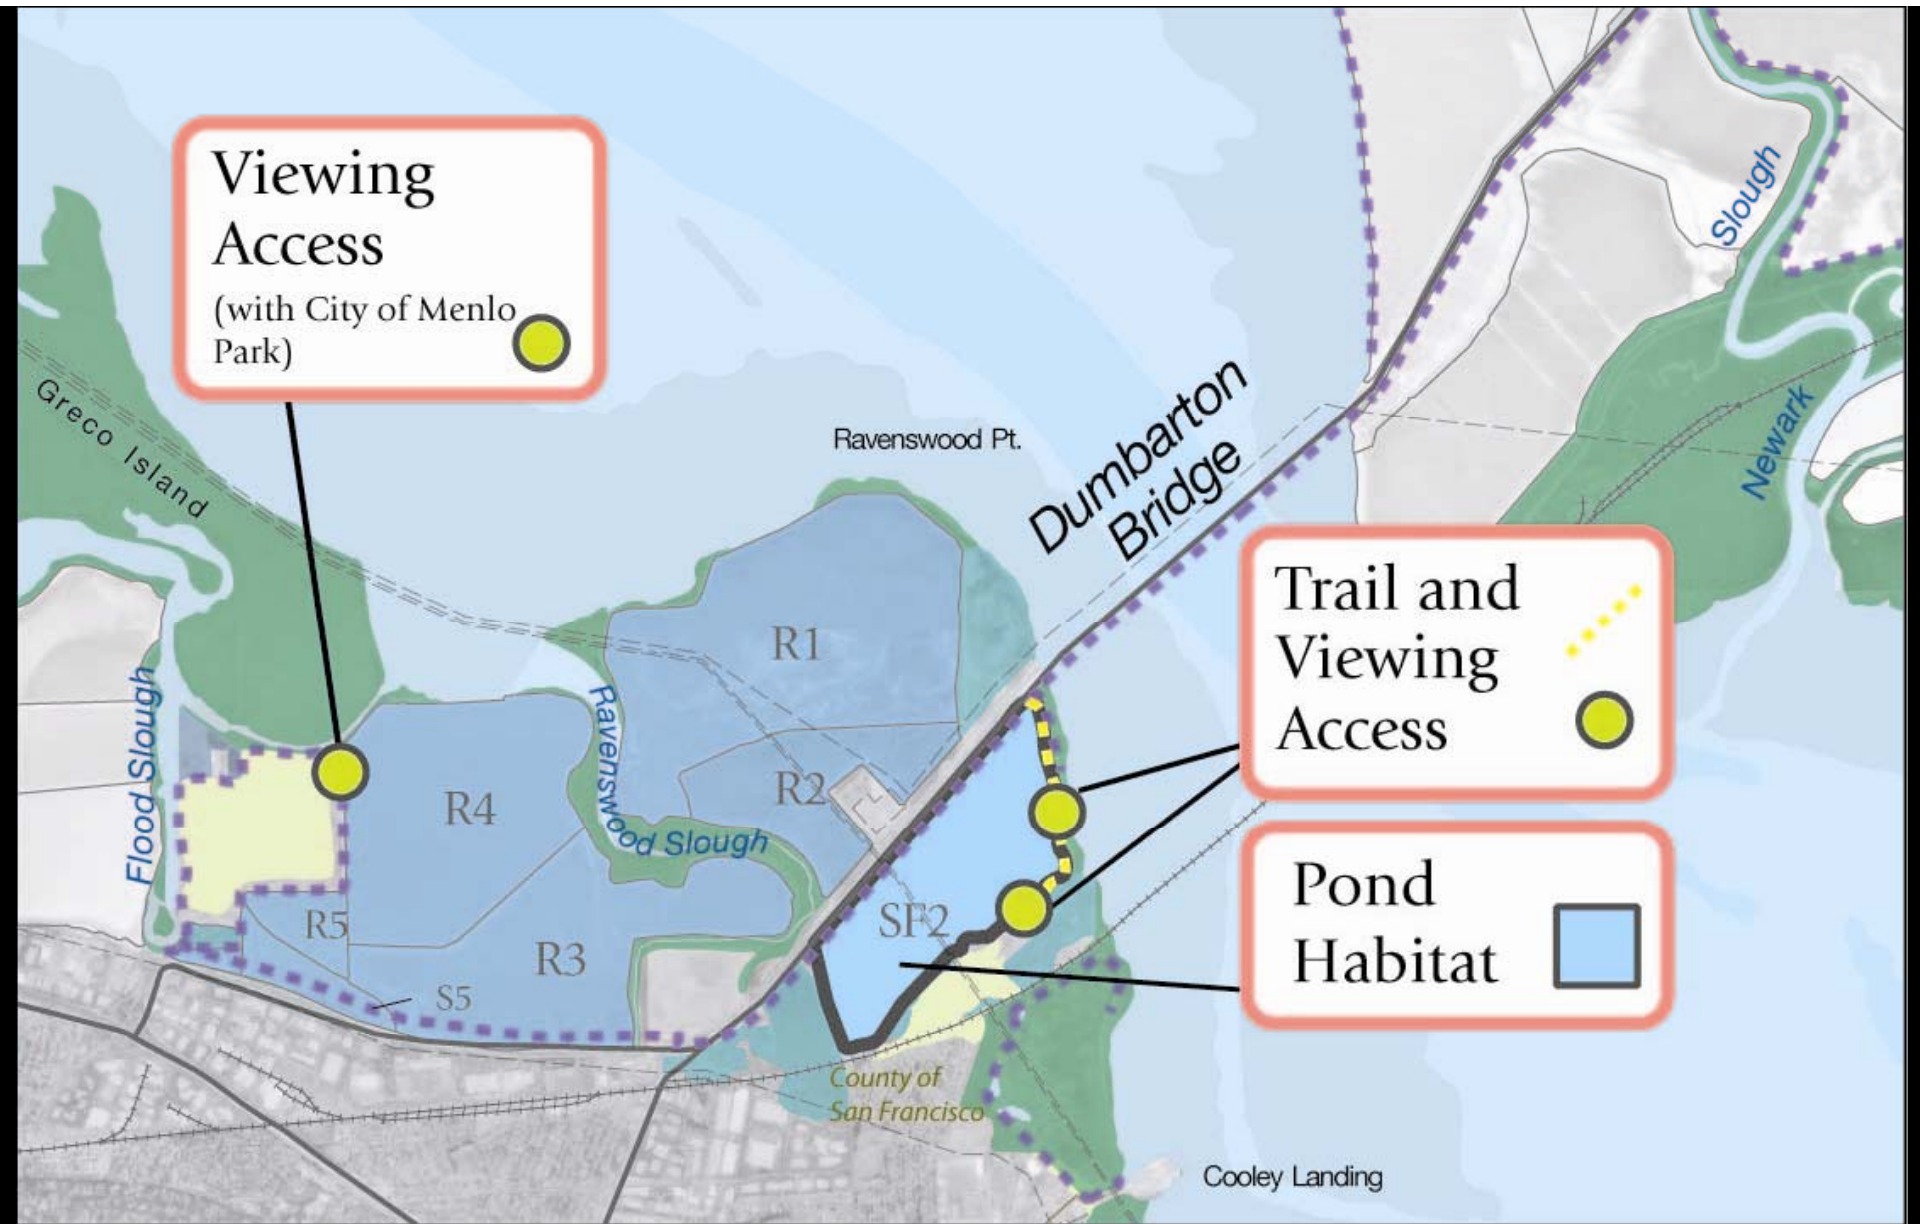 Viewing
Access
(with City of Menlo
Park)
Slough
Greco Island
Ravenswood Pt.
Dumbarton
Bridge
Newark
Trail and
Viewing
Access
R1
Flood Slough
Ravenswood Slough
R4
R2
Pond
Habitat
R5
R3
SF2
S5
County of
San Francisco
Cooley Landing